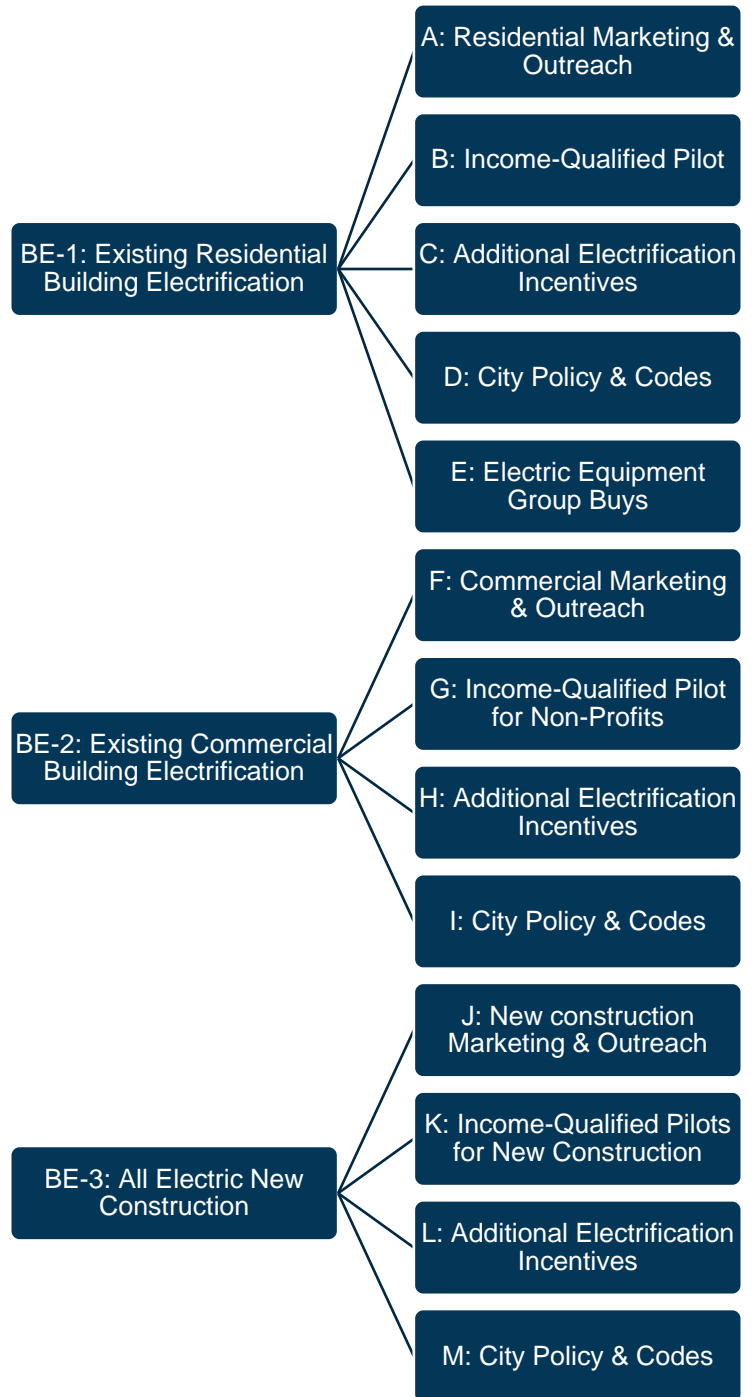 A: Residential Marketing &
Outreach
B: Income-Qualified Pilot
BE-1: Existing Residential
Building Electrification
C: Additional Electrification
Incentives
D: City Policy & Codes
E: Electric Equipment
Group Buys
F: Commercial Marketing
& Outreach
G: Income-Qualified Pilot
for Non-Profits
BE-2: Existing Commercial
Building Electrification
H: Additional Electrification
Incentives
I: City Policy & Codes
J: New construction
Marketing & Outreach
K: Income-Qualified Pilots
for New Construction
BE-3: All Electric New
Construction
L: Additional Electrification
Incentives
M: City Policy & Codes